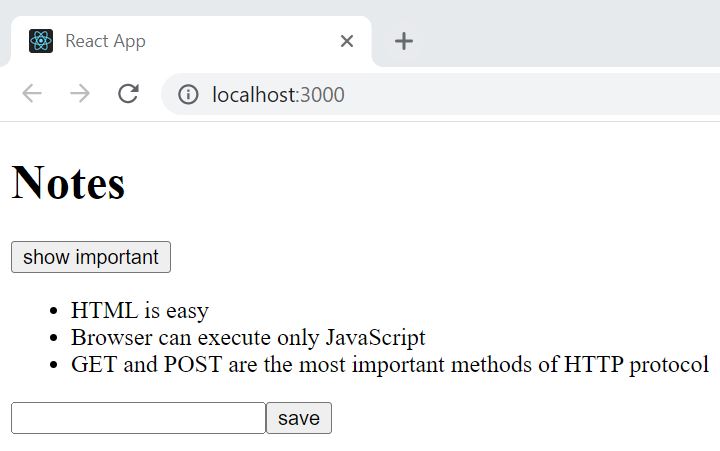 React App
localhost:3000
Notes
show important
HTML is easy
Browser can execute only JavaScript
GET and POST are the most important methods of HTTP protocol
save